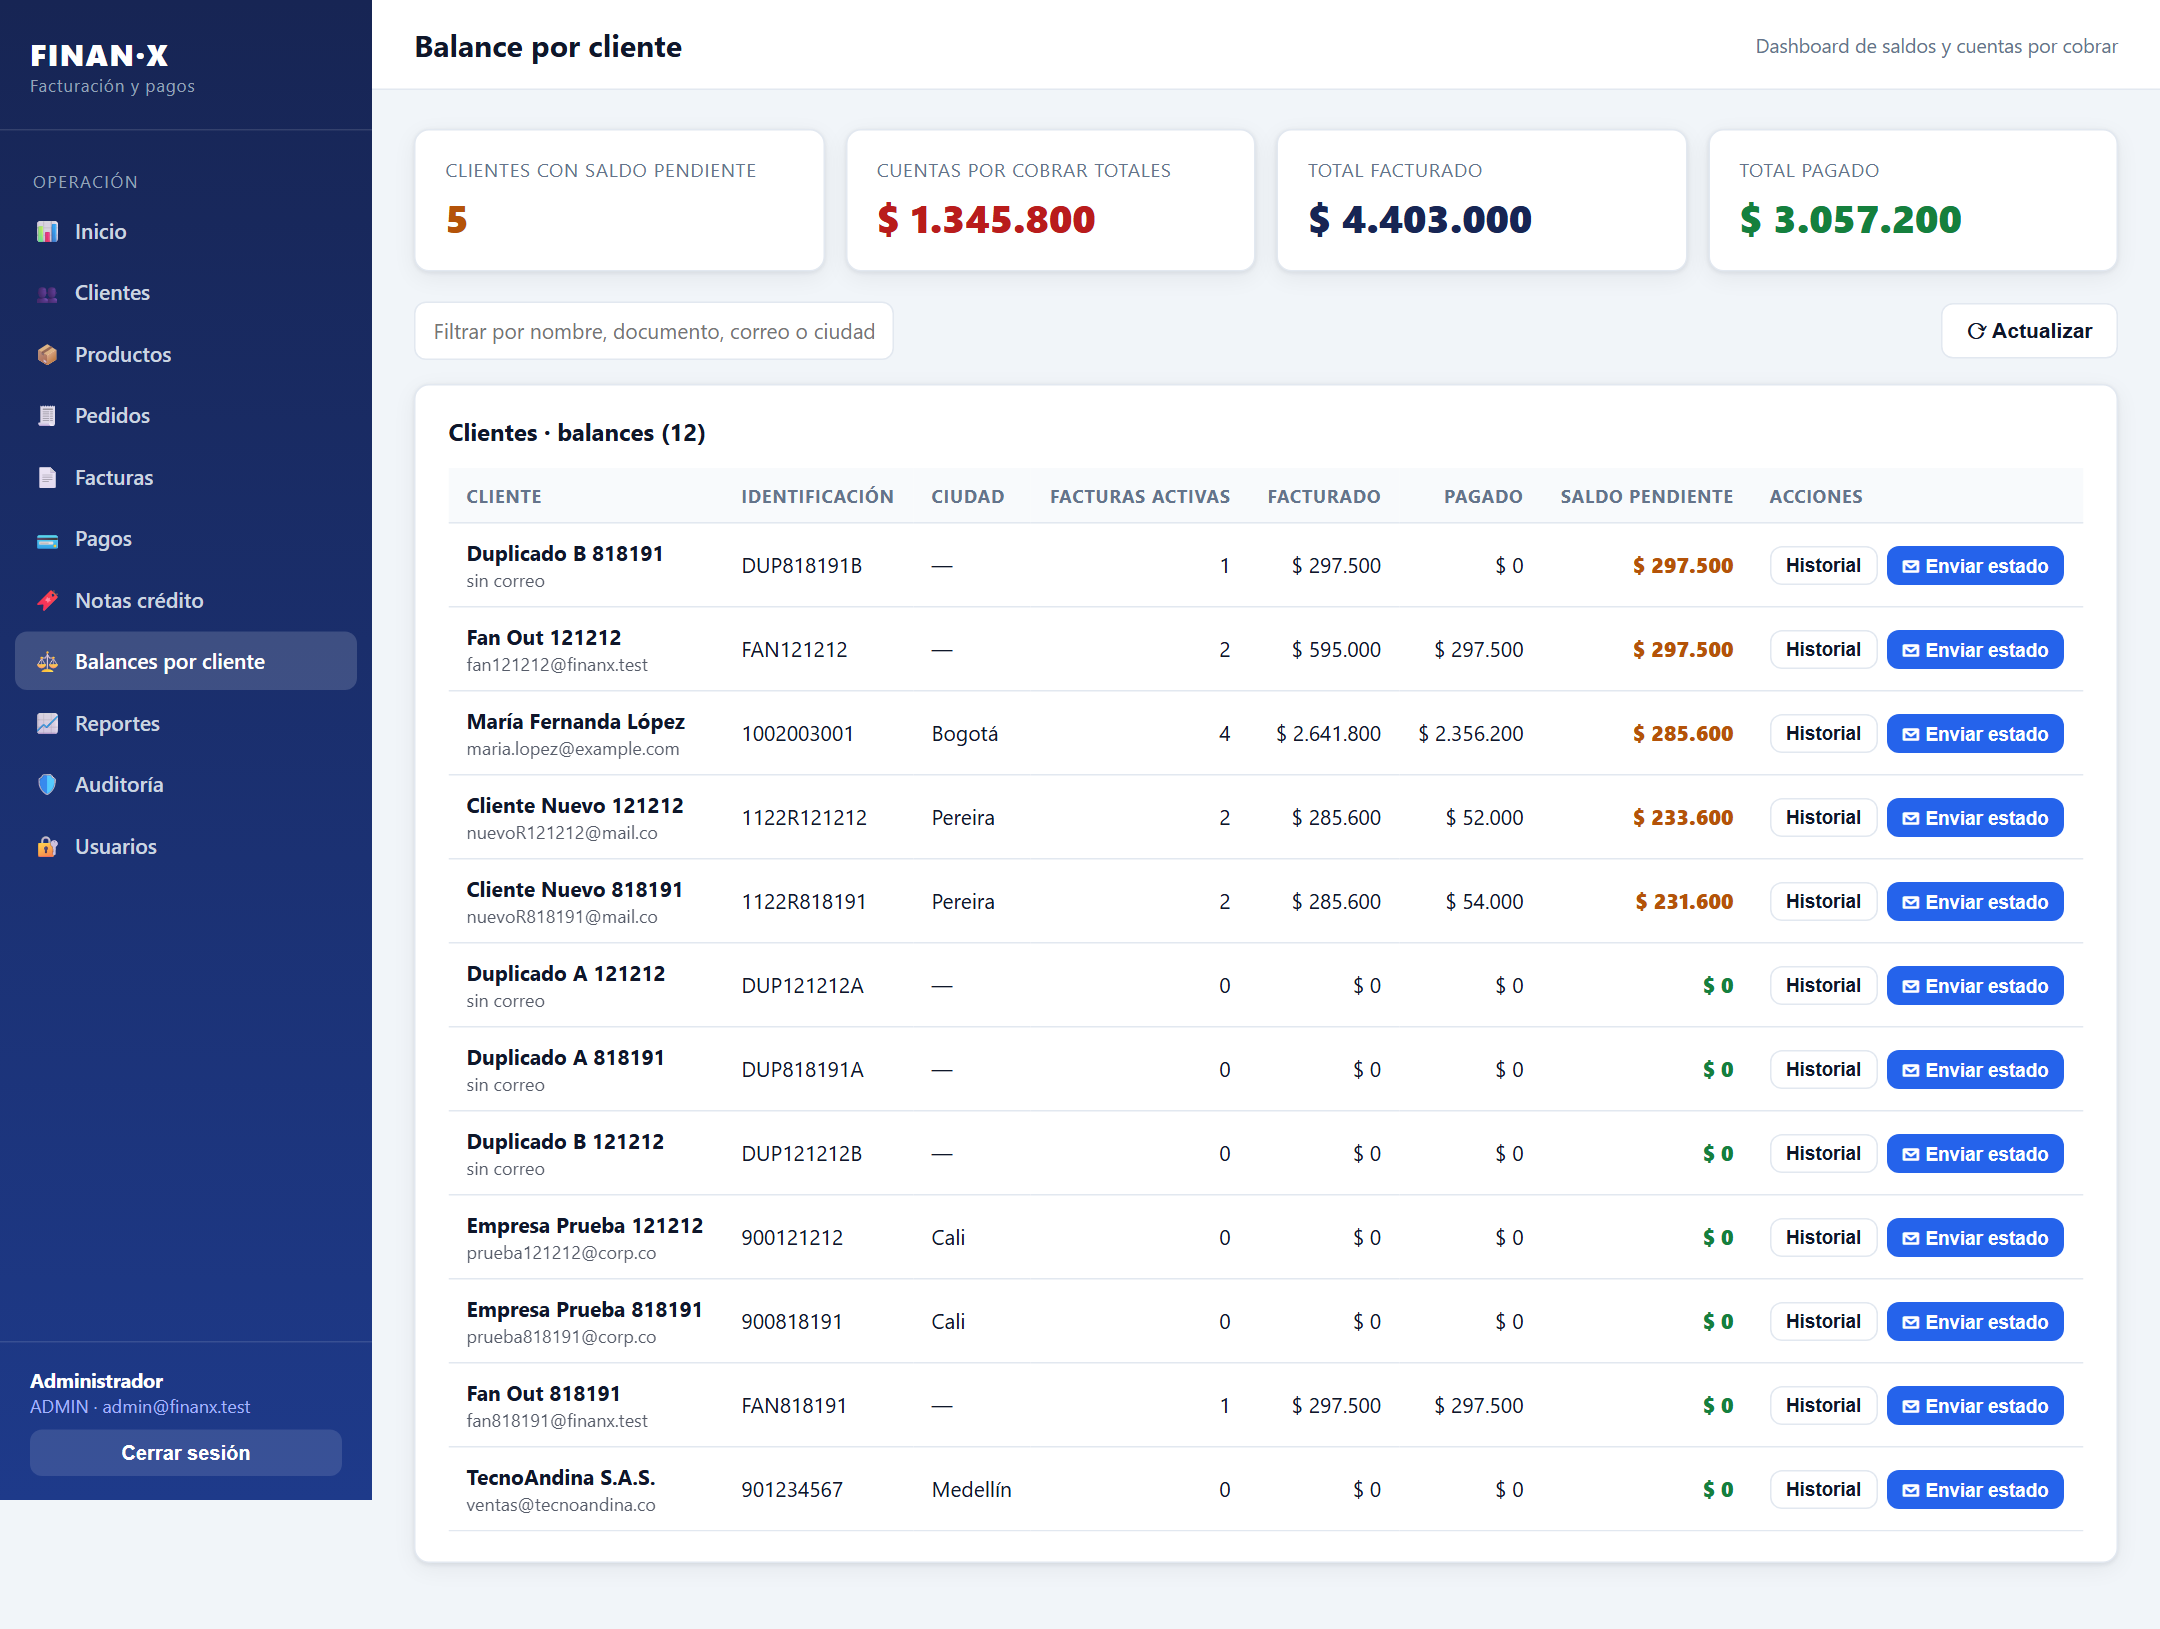 FINAN·X
Facturación y pagos
OPERACIÓN
Inicio
Clientes
Productos
Pedidos
Facturas
Pagos
Notas crédito
Balances por cliente
Reportes
Auditoría
Usuarios
Administrador
ADMIN · admin@finanx.test
Cerrar sesión
Balance por cliente
Dashboard de saldos y cuentas por cobrar
CLIENTES CON SALDO PENDIENTE
5
CUENTAS POR COBRAR TOTALES
$ 1.345.800
TOTAL FACTURADO
$ 4.403.000
TOTAL PAGADO
$ 3.057.200
Filtrar por nombre, documento, correo o ciudad
⟳ Actualizar
Clientes · balances (12)
CLIENTE IDENTIFICACIÓN CIUDAD FACTURAS ACTIVAS FACTURADO PAGADO SALDO PENDIENTE ACCIONES
Duplicado B 818191
sin correo
DUP818191B — 1 $ 297.500 $ 0 $ 297.500 Historial Enviar estado
Fan Out 121212
fan121212@finanx.test
FAN121212 — 2 $ 595.000 $ 297.500 $ 297.500 Historial Enviar estado
María Fernanda López
maria.lopez@example.com
1002003001 Bogotá 4 $ 2.641.800 $ 2.356.200 $ 285.600 Historial Enviar estado
Cliente Nuevo 121212
nuevoR121212@mail.co
1122R121212 Pereira 2 $ 285.600 $ 52.000 $ 233.600 Historial Enviar estado
Cliente Nuevo 818191
nuevoR818191@mail.co
1122R818191 Pereira 2 $ 285.600 $ 54.000 $ 231.600 Historial Enviar estado
Duplicado A 121212
sin correo
DUP121212A — 0 $ 0 $ 0 $ 0 Historial Enviar estado
Duplicado A 818191
sin correo
DUP818191A — 0 $ 0 $ 0 $ 0 Historial Enviar estado
Duplicado B 121212
sin correo
DUP121212B — 0 $ 0 $ 0 $ 0 Historial Enviar estado
Empresa Prueba 121212
prueba121212@corp.co
900121212 Cali 0 $ 0 $ 0 $ 0 Historial Enviar estado
Empresa Prueba 818191
prueba818191@corp.co
900818191 Cali 0 $ 0 $ 0 $ 0 Historial Enviar estado
Fan Out 818191
fan818191@finanx.test
FAN818191 — 1 $ 297.500 $ 297.500 $ 0 Historial Enviar estado
TecnoAndina S.A.S.
ventas@tecnoandina.co
901234567 Medellín 0 $ 0 $ 0 $ 0 Historial Enviar estado